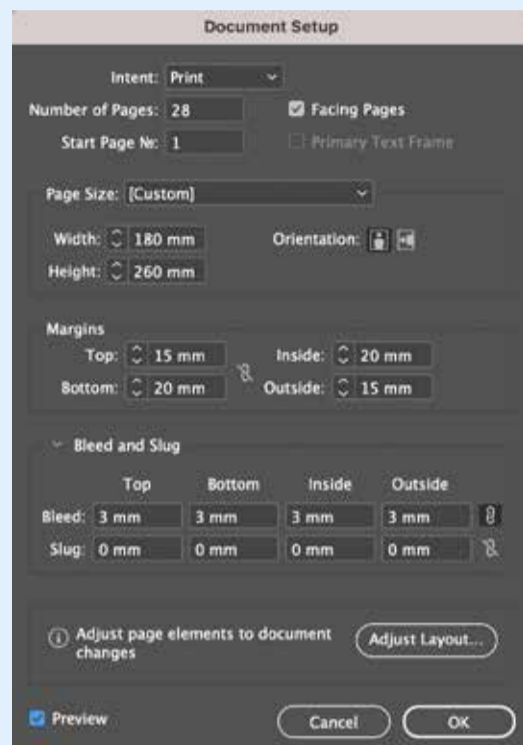 Document Setup
Intent: Print
Number of Pages: 28 Facing Pages
Start Page №: 1 Primary Text Frame
Page Size: [Custom]
Width: 180 mm Orientation:
Height: 260 mm
Margins
Top: 15 mm Inside: 20 mm
Bottom: 20 mm Outside: 15 mm
Bleed and Slug
Top Bottom Inside Outside
Bleed: 3 mm 3 mm 3 mm 3 mm
Slug: 0 mm 0 mm 0 mm 0 mm
Adjust page elements to document Adjust Layout...
changes
Preview Cancel OK